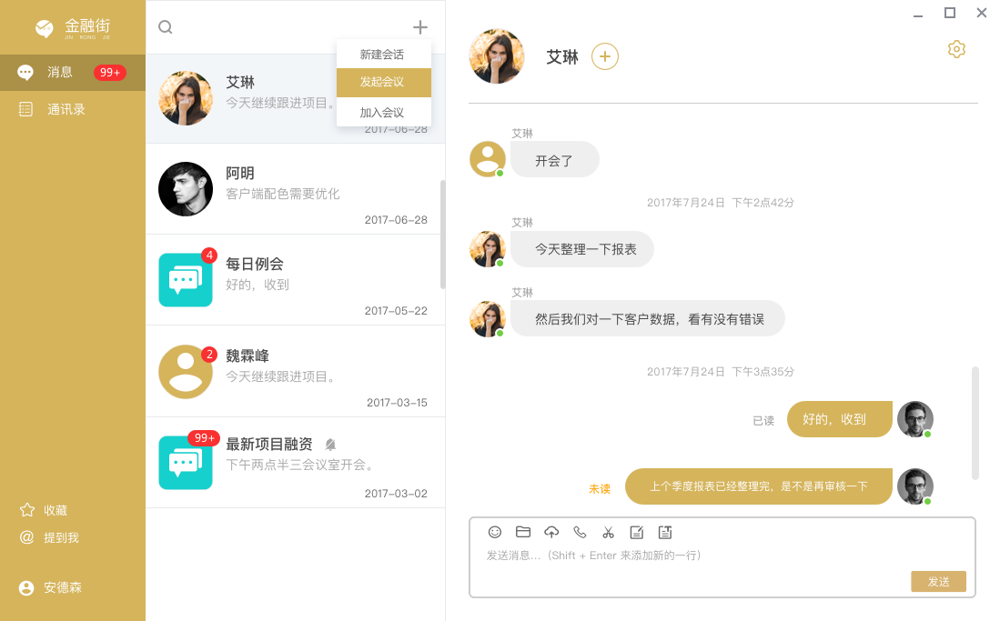 金融街
JIN RONG JIE
消息
99+
通讯录
收藏
@ 提到我
安德森
新建会话
发起会议
加入会议
艾琳
今天继续跟进项目。
2017-06-28
阿明
客户端配色需要优化
2017-06-28
4
每日例会
好的，收到
2017-05-22
2
魏霖峰
今天继续跟进项目。
2017-03-15
99+
最新项目融资
下午两点半三会议室开会。
2017-03-02
艾琳
艾琳
开会了
2017年7月24日 下午2点42分
艾琳
今天整理一下报表
艾琳
然后我们对一下客户数据，看有没有错误
2017年7月24日 下午3点35分
已读 好的，收到
未读 上个季度报表已经整理完，是不是再审核一下
发送消息...（Shift + Enter 来添加新的一行）
发送